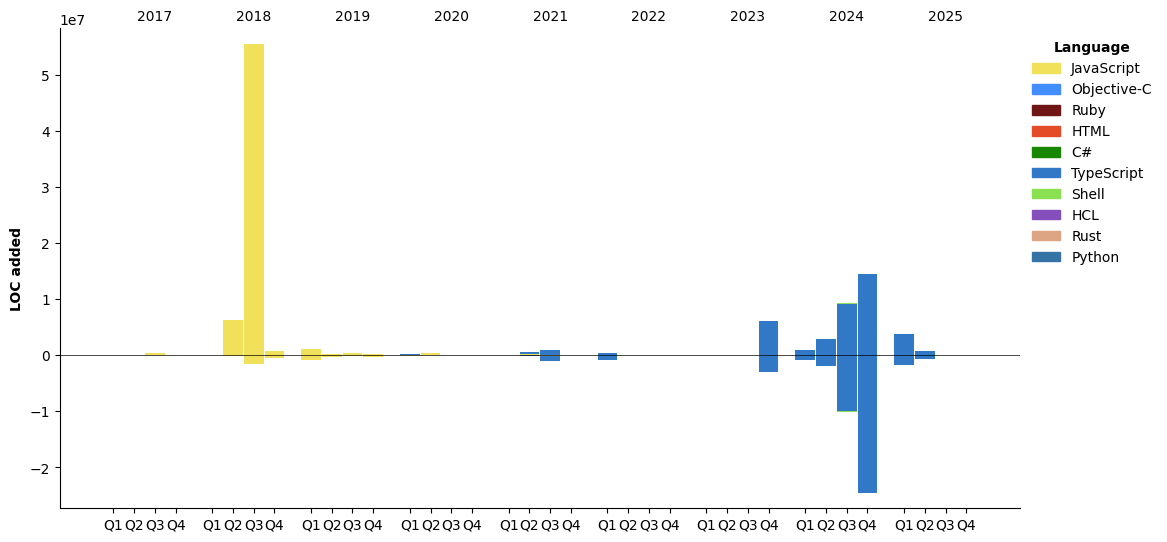 2017 2018 2019 2020 2021 2022 2023 2024 2025
1e7
Language
JavaScript
Objective-C
Ruby
HTML
C#
TypeScript
Shell
HCL
Rust
Python
LOC added
5
4
3
2
1
0
−1
−2
Q1 Q2 Q3 Q4 Q1 Q2 Q3 Q4 Q1 Q2 Q3 Q4 Q1 Q2 Q3 Q4 Q1 Q2 Q3 Q4 Q1 Q2 Q3 Q4 Q1 Q2 Q3 Q4 Q1 Q2 Q3 Q4 Q1 Q2 Q3 Q4